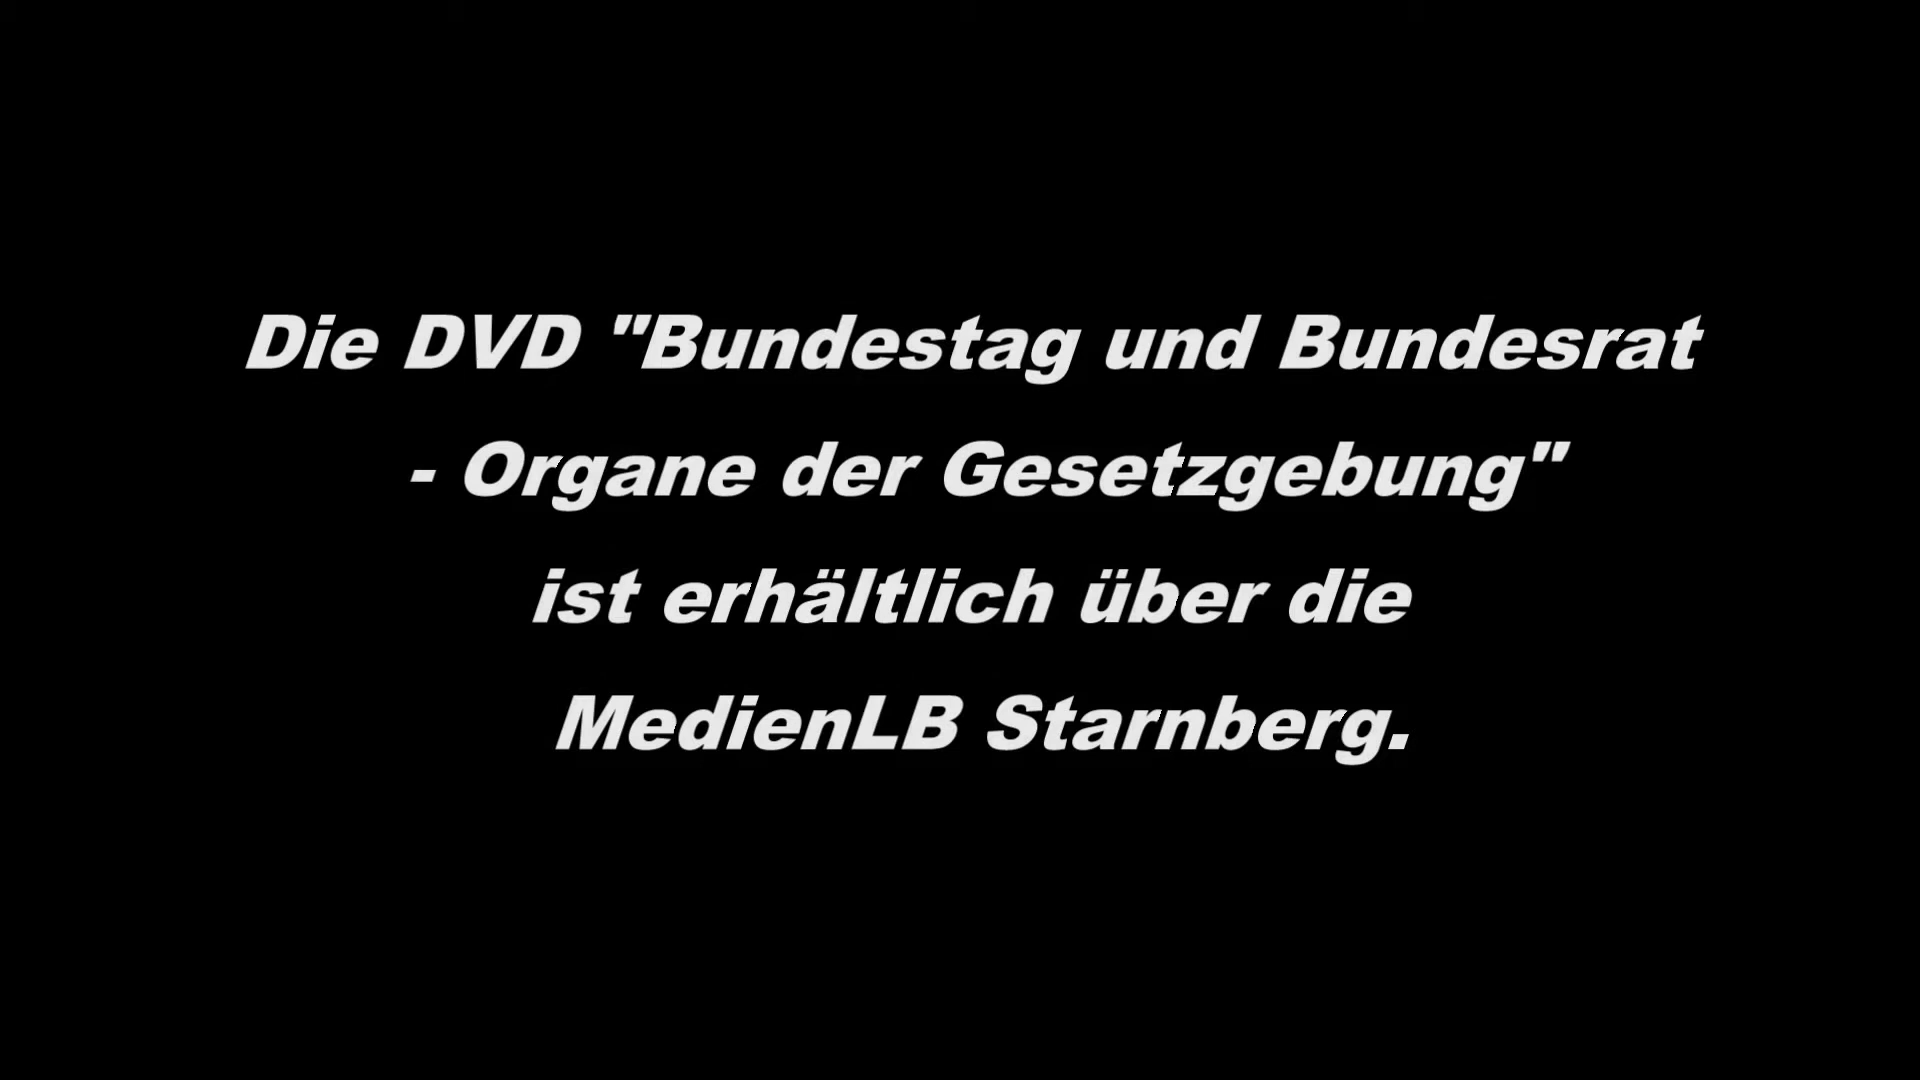 Die DVD "Bundestag und Bundesrat
- Organe der Gesetzgebung"
ist erhältlich über die
MedienLB Starnberg.